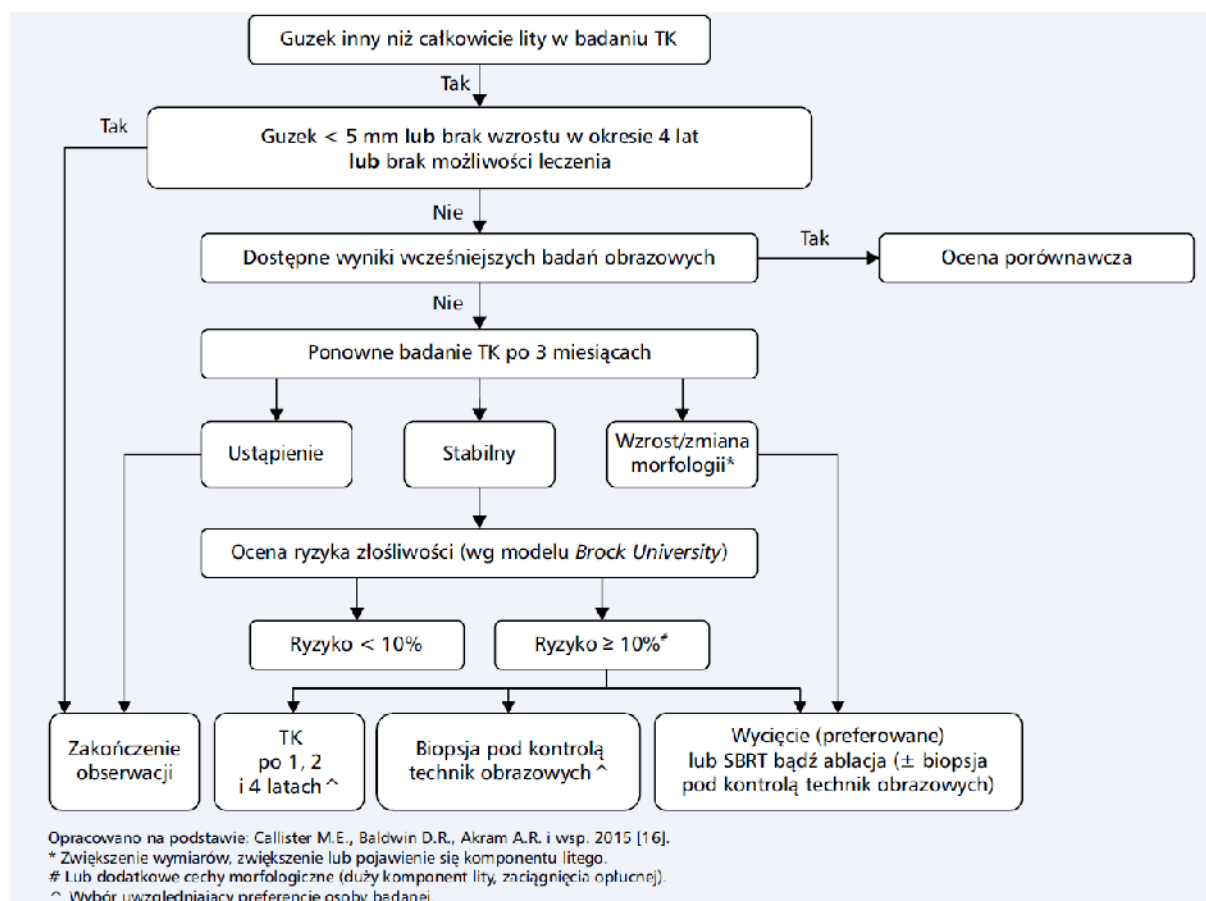 Guzek inny niż całkowicie lity w badaniu TK
Tak
Tak
Guzek < 5 mm lub brak wzrostu w okresie 4 lat
lub brak możliwości leczenia
Nie
Dostępne wyniki wcześniejszych badań obrazowych
Tak
Ocena porównawcza
Nie
Ponowne badanie TK po 3 miesiącach
Ustąpienie
Stabilny
Wzrost/zmiana
morfologii*
Ocena ryzyka złośliwości (wg modelu Brock University)
Ryzyko < 10%
Ryzyko ≥ 10%#
Zakończenie
obserwacji
TK
po 1, 2
i 4 latach^
Biopsja pod kontrolą
technik obrazowych^
Wycięcie (preferowane)
lub SBRT bądź ablacja (± biopsja
pod kontrolą technik obrazowych)
Opracowano na podstawie: Callister M.E., Baldwin D.R., Akram A.R. i wsp. 2015 [16].
* Zwiększenie wymiarów, zwiększenie lub pojawienie się komponentu litego.
# Lub dodatkowe cechy morfologiczne (duży komponent lity, zaciągnięcia opłucnej).
^ Wybór uwzględniający preferencje osoby badanej.